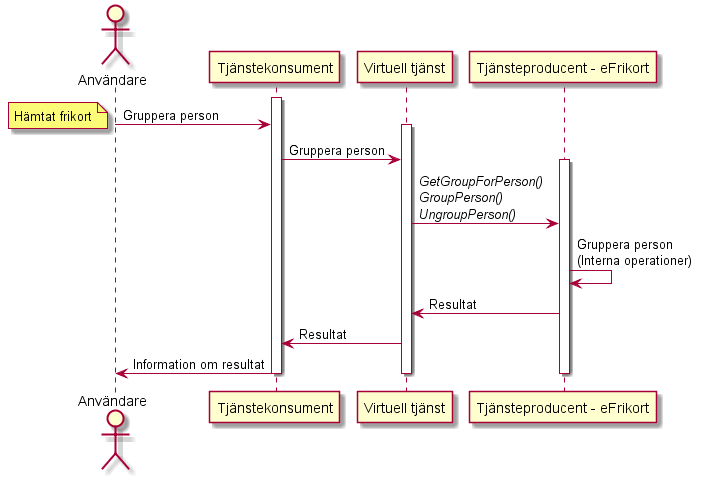 Användare
Tjänstekonsument
Virtuell tjänst
Tjänsteproducent - eFrikort
Hämtat frikort
Gruppera person
Gruppera person
GetGroupForPerson()
GroupPerson()
UngroupPerson()
Gruppera person
(Interna operationer)
Resultat
Resultat
Information om resultat
Användare
Tjänstekonsument
Virtuell tjänst
Tjänsteproducent - eFrikort